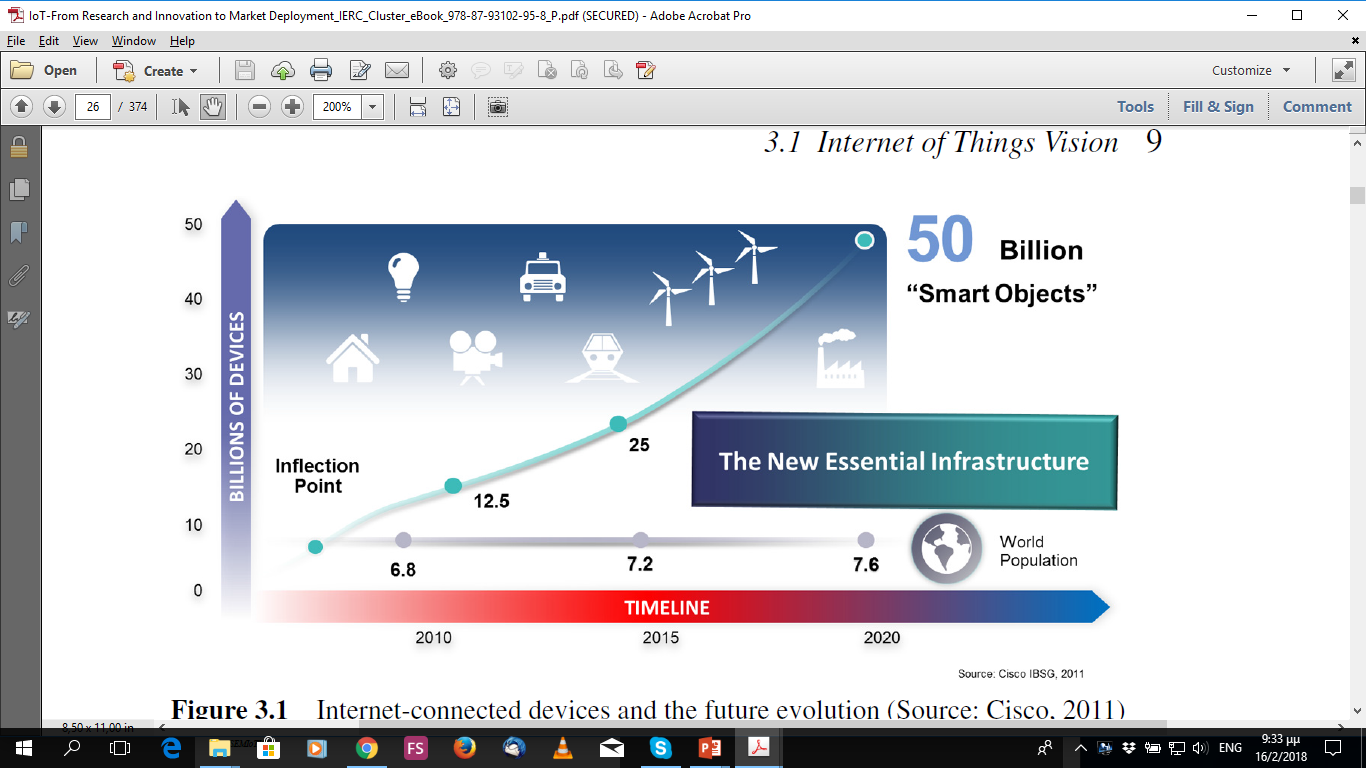 IoT-From Research and Innovation to Market Deployment_IERC_Cluster_eBook_978-87-93102-95-8_P.pdf (SECURED) - Adobe Acrobat Pro
File Edit View Window Help
Open Create Customize
26 / 374 200% Tools Fill & Sign Comment
3.1 Internet of Things Vision 9
50
40
30
20
10
0
BILLIONS OF DEVICES
50 Billion
“Smart Objects”
Inflection
Point
25
12.5
The New Essential Infrastructure
6.8
7.2
7.6
World
Population
TIMELINE
2010
2015
2020
Source: Cisco IBSG, 2011
Figure 3.1 Internet-connected devices and the future evolution (Source: Cisco, 2011)
8,50 x 11,00 in
FS
ENG
9:33 μμ
16/2/2018